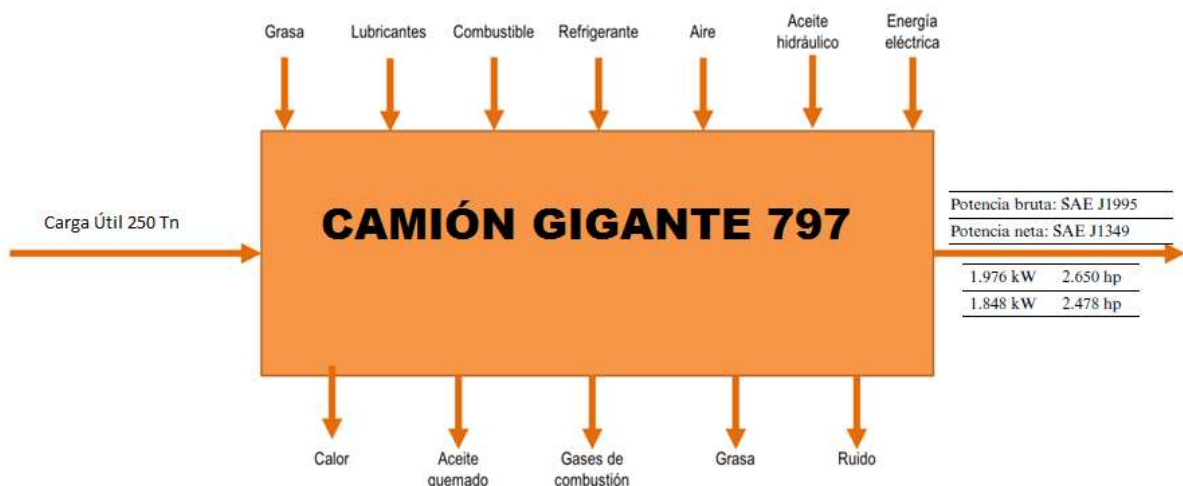 Grasa
Lubricantes
Combustible
Refrigerante
Aire
Aceite
hidráulico
Energía
eléctrica
Carga Útil 250 Tn
CAMIÓN GIGANTE 797
Potencia bruta: SAE J1995
Potencia neta: SAE J1349
1.976 kW 2.650 hp
1.848 kW 2.478 hp
Calor
Aceite
quemado
Gases de
combustión
Grasa
Ruido